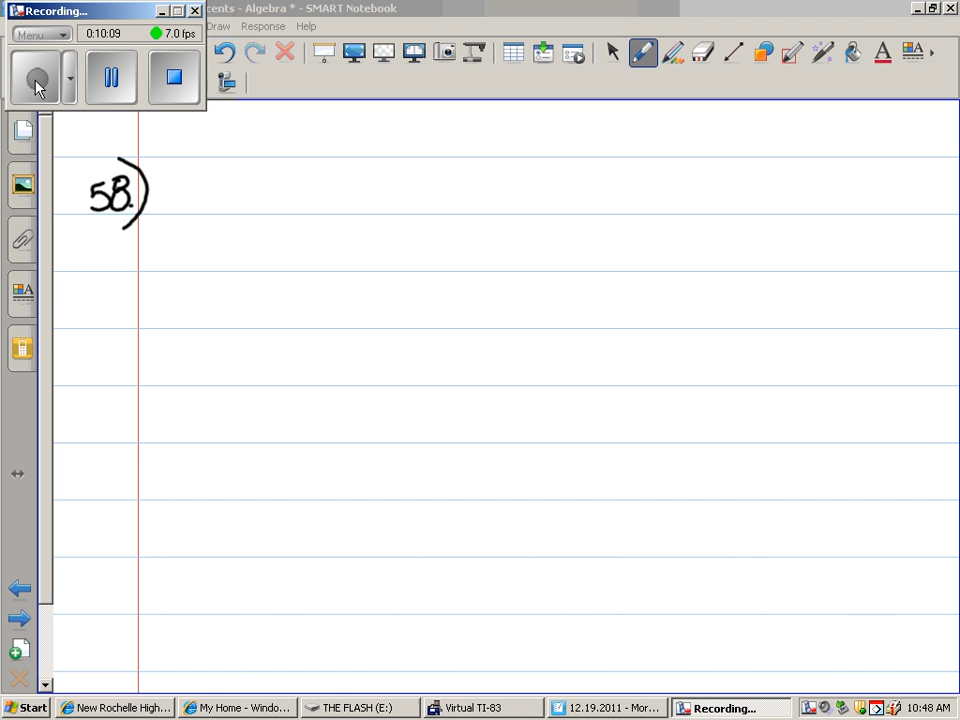 Recording...
cents - Algebra * - SMART Notebook
Menu
0:10:09
7.0 fps
Draw
Response
Help
A
A
58.)
A
Start
New Rochelle High...
My Home - Windo...
THE FLASH (E:)
Virtual TI-83
12.19.2011 - Mor...
Recording...
10:48 AM